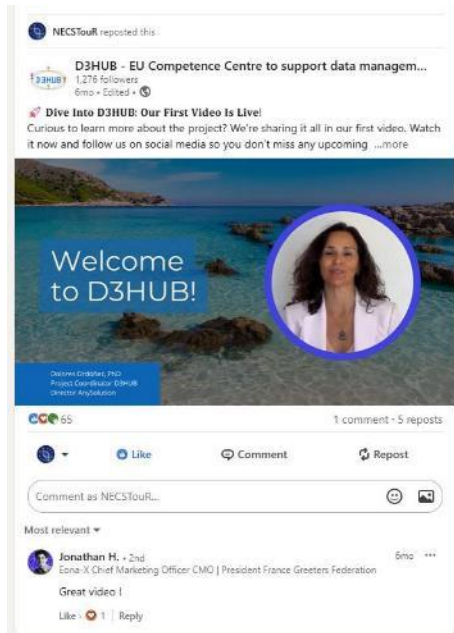 NECSTouR reposted this
D3HUB - EU Competence Centre to support data managem...
D3HUB
1,276 followers
6mo • Edited •
🚀 Dive Into D3HUB: Our First Video Is Live!
Curious to learn more about the project? We're sharing it all in our first video. Watch
it now and follow us on social media so you don't miss any upcoming ...more
Welcome
to D3HUB!
Dolores Ordóñez, PhD
Project Coordinator D3HUB
Director AnySolution
65
1 comment • 5 reposts
Like
Comment
Repost
Comment as NECSTouR...
Most relevant
Jonathan H. • 2nd
6mo
Eona-X Chief Marketing Officer CMO | President France Greeters Federation
Great video !
Like • 1 | Reply